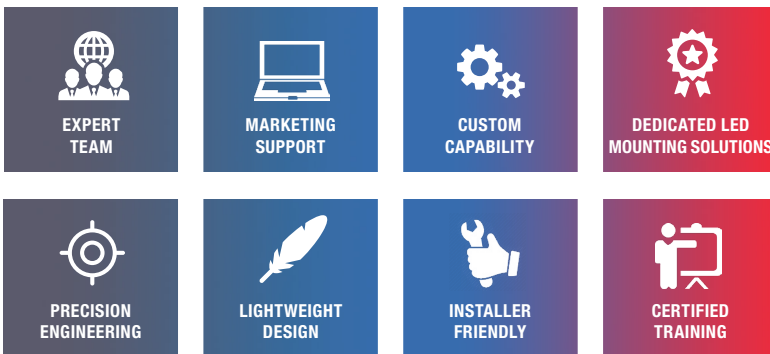 EXPERT
TEAM
MARKETING
SUPPORT
CUSTOM
CAPABILITY
DEDICATED LED
MOUNTING SOLUTIONS
PRECISION
ENGINEERING
LIGHTWEIGHT
DESIGN
INSTALLER
FRIENDLY
CERTIFIED
TRAINING